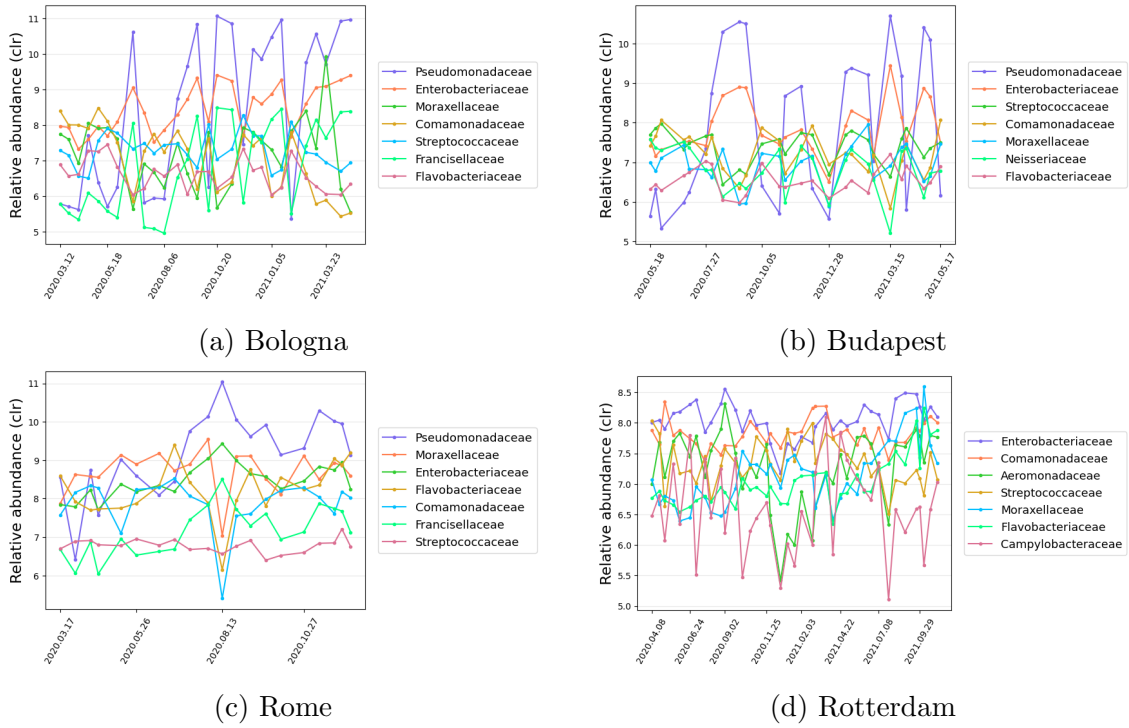 Relative abundance (clr)
11
10
9
8
7
6
5
2020.03.12
2020.05.18
2020.08.06
2020.10.20
2021.01.05
2021.03.23
Pseudomonadaceae
Enterobacteriaceae
Moraxellaceae
Comamonadaceae
Streptococcaceae
Francisellaceae
Flavobacteriaceae
(a) Bologna
Relative abundance (clr)
10
9
8
7
6
5
2020.05.18
2020.07.27
2020.10.05
2020.12.28
2021.03.15
2021.05.17
Pseudomonadaceae
Enterobacteriaceae
Streptococcaceae
Comamonadaceae
Moraxellaceae
Neisseriaceae
Flavobacteriaceae
(b) Budapest
Relative abundance (clr)
11
10
9
8
7
6
2020.03.17
2020.05.26
2020.08.13
2020.10.27
Pseudomonadaceae
Moraxellaceae
Enterobacteriaceae
Flavobacteriaceae
Comamonadaceae
Francisellaceae
Streptococcaceae
(c) Rome
Relative abundance (clr)
8.5
8.0
7.5
7.0
6.5
6.0
5.5
5.0
2020.04.08
2020.06.24
2020.09.02
2020.11.25
2021.02.03
2021.04.22
2021.07.08
2021.09.29
Enterobacteriaceae
Comamonadaceae
Aeromonadaceae
Streptococcaceae
Moraxellaceae
Flavobacteriaceae
Campylobacteraceae
(d) Rotterdam